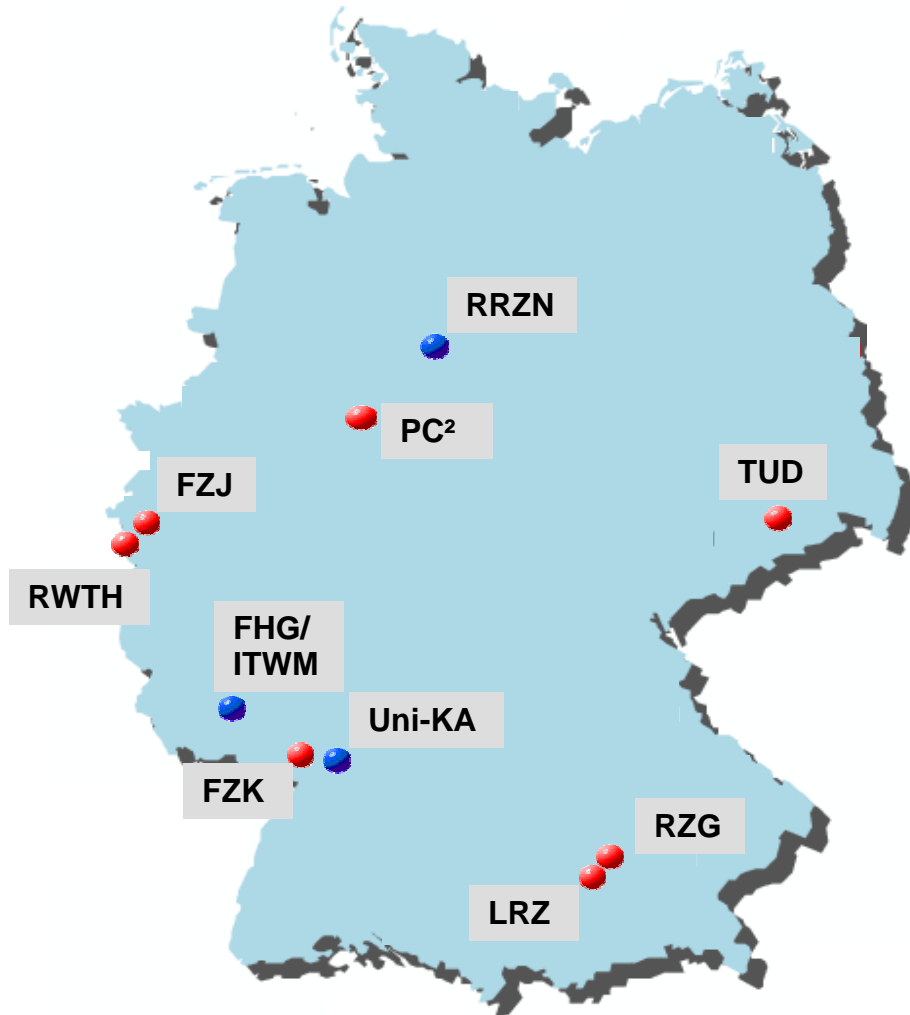 RRZN
PC²
TUD
FZJ
RWTH
FHG/
ITWM
Uni-KA
FZK
RZG
LRZ